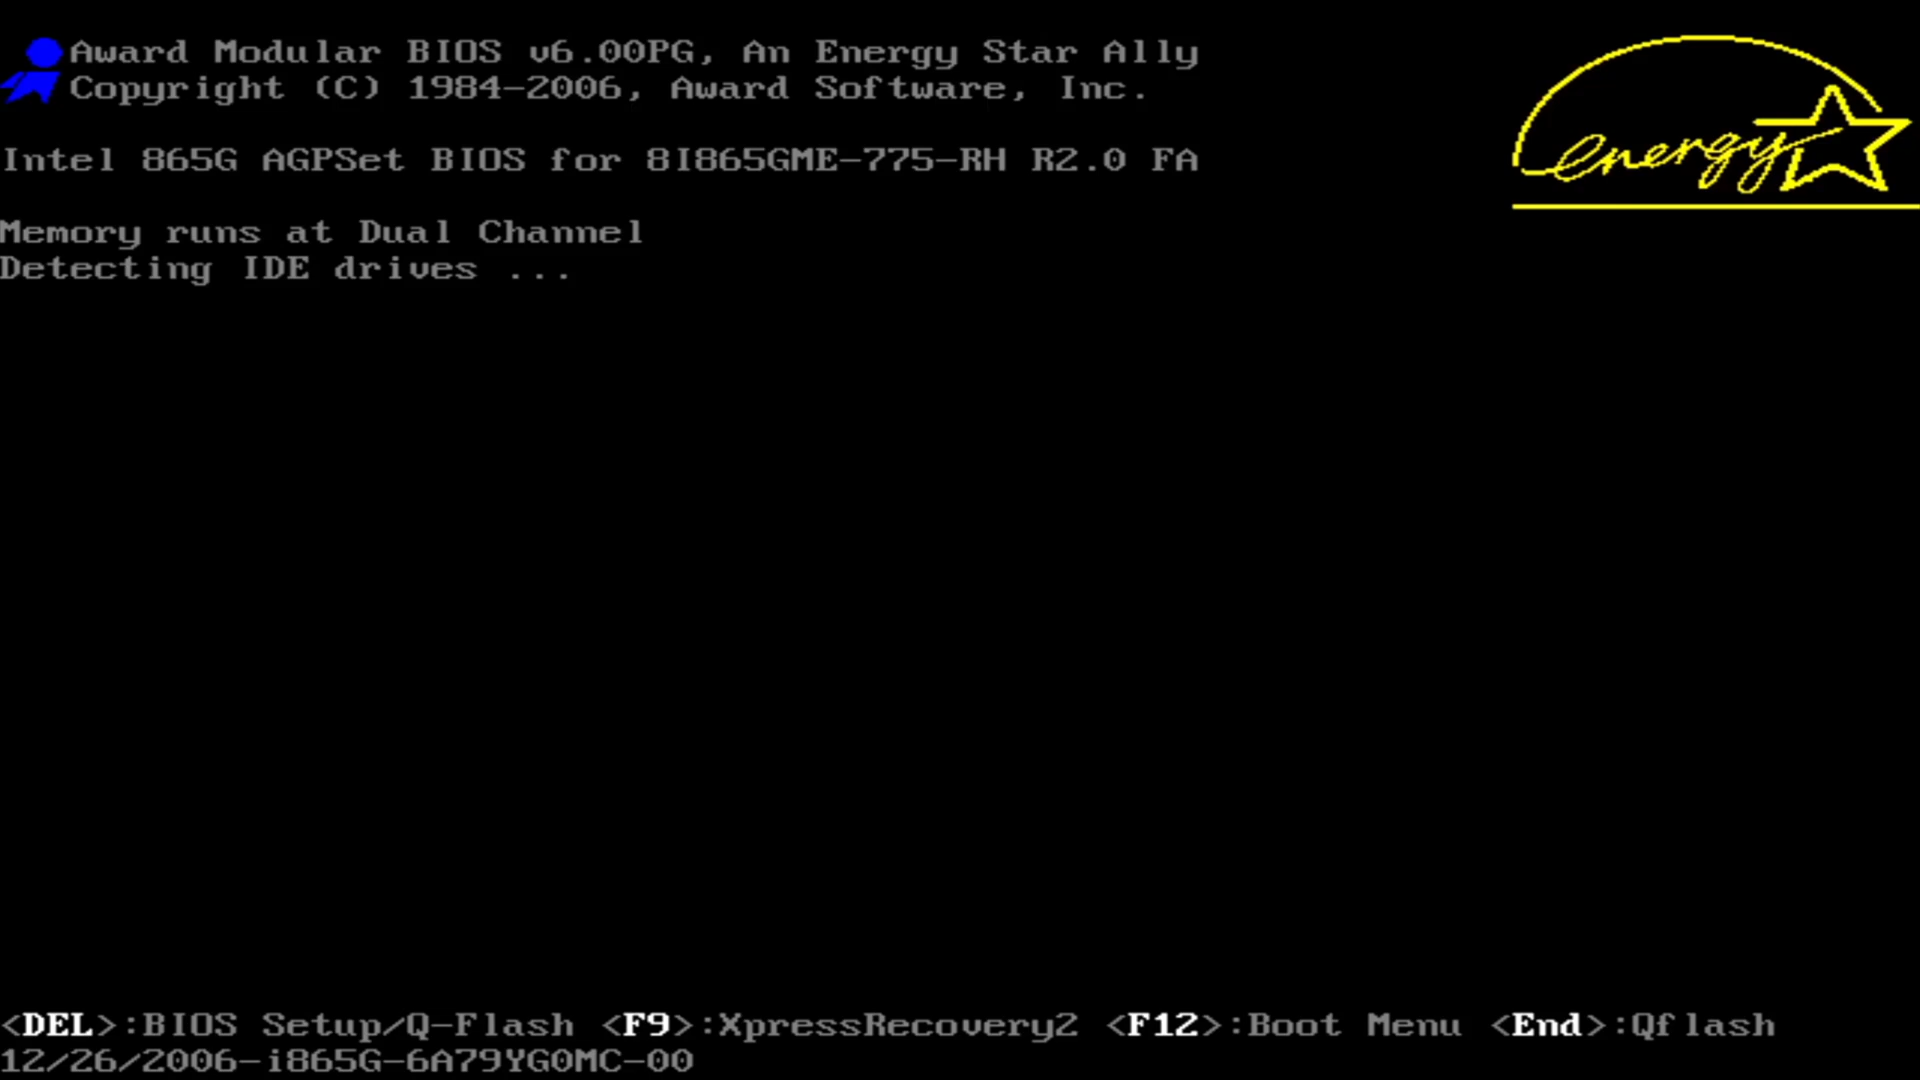 Award Modular BIOS v6.00PG, An Energy Star Ally
Copyright (C) 1984-2006, Award Software, Inc.
energy
Intel 865G AGPSet BIOS for 8I865GME-775-RH R2.0 FA
Memory runs at Dual Channel
Detecting IDE drives ...
<DEL>:BIOS Setup/Q-Flash <F9>:XpressRecovery2 <F12>:Boot Menu <End>:Qflash
12/26/2006-i865G-6A79YG0MC-00